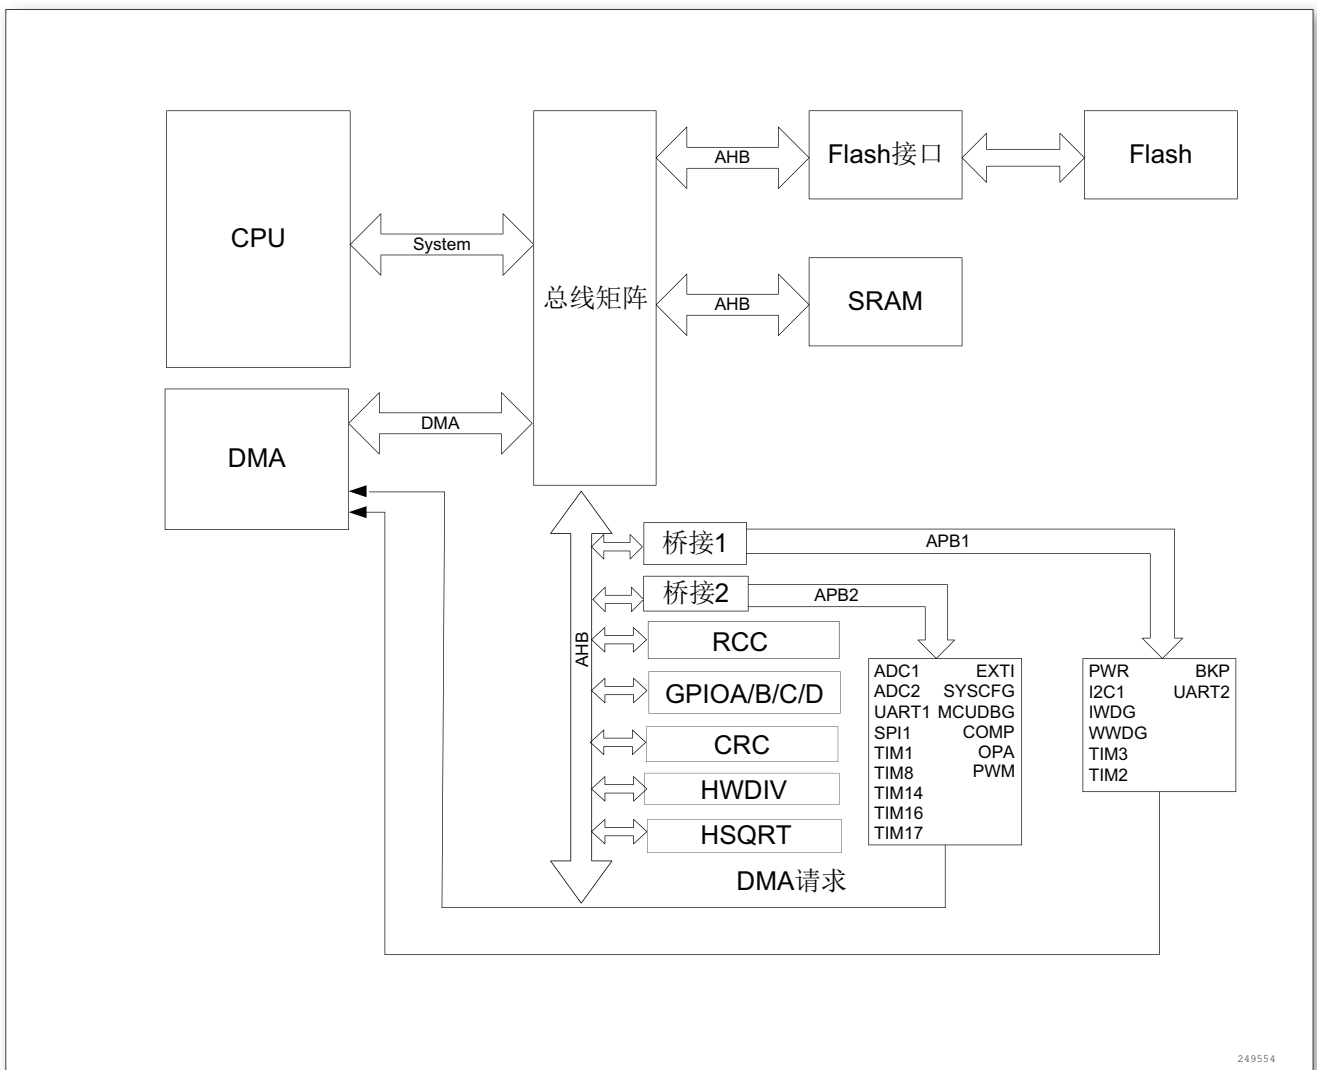 CPU
System
DMA
DMA
总线矩阵
AHB
Flash接口
Flash
AHB
SRAM
AHB
桥接1
APB1
桥接2
APB2
RCC
GPIOA/B/C/D
CRC
HWDIV
HSQRT
ADC1 EXTI
ADC2 SYSCFG
UART1 MCUDBG
SPI1 COMP
TIM1 OPA
TIM8 PWM
TIM14
TIM16
TIM17
PWR BKP
I2C1 UART2
IWDG
WWDG
TIM3
TIM2
DMA请求
249554